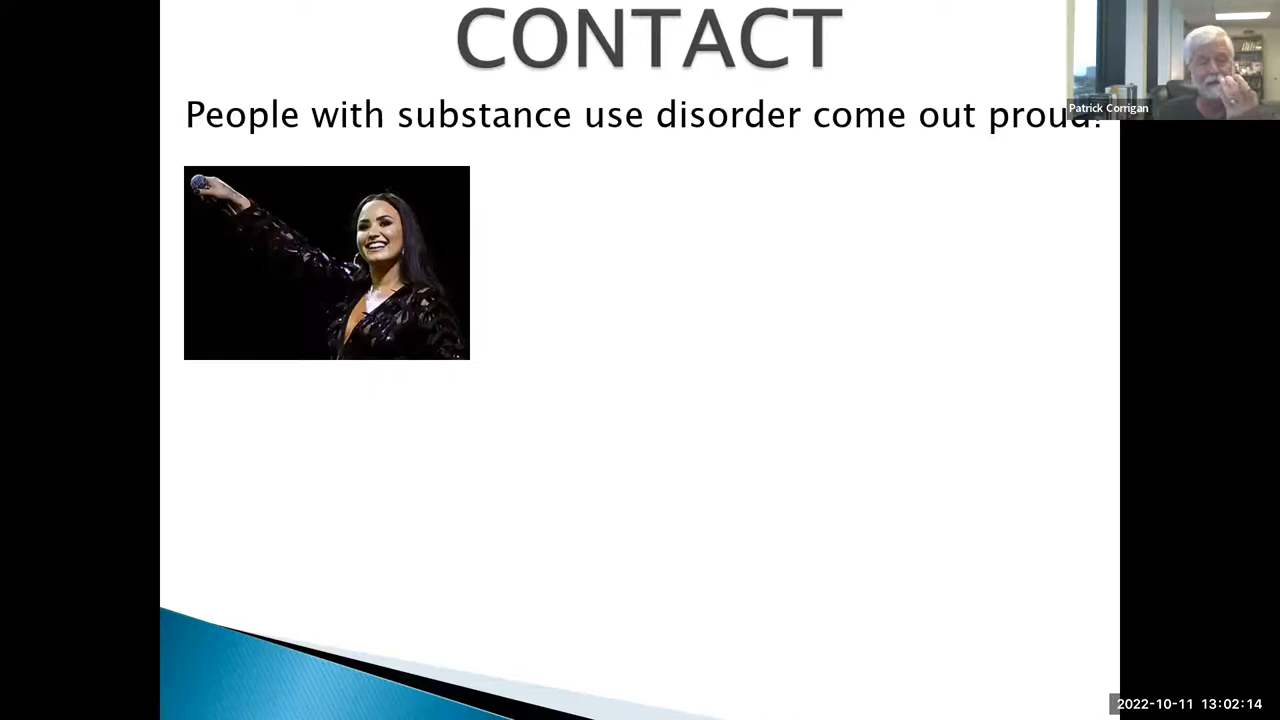 CONTACT
People with substance use disorder come out proud.
Patrick Corrigan
2022-10-11 13:02:14